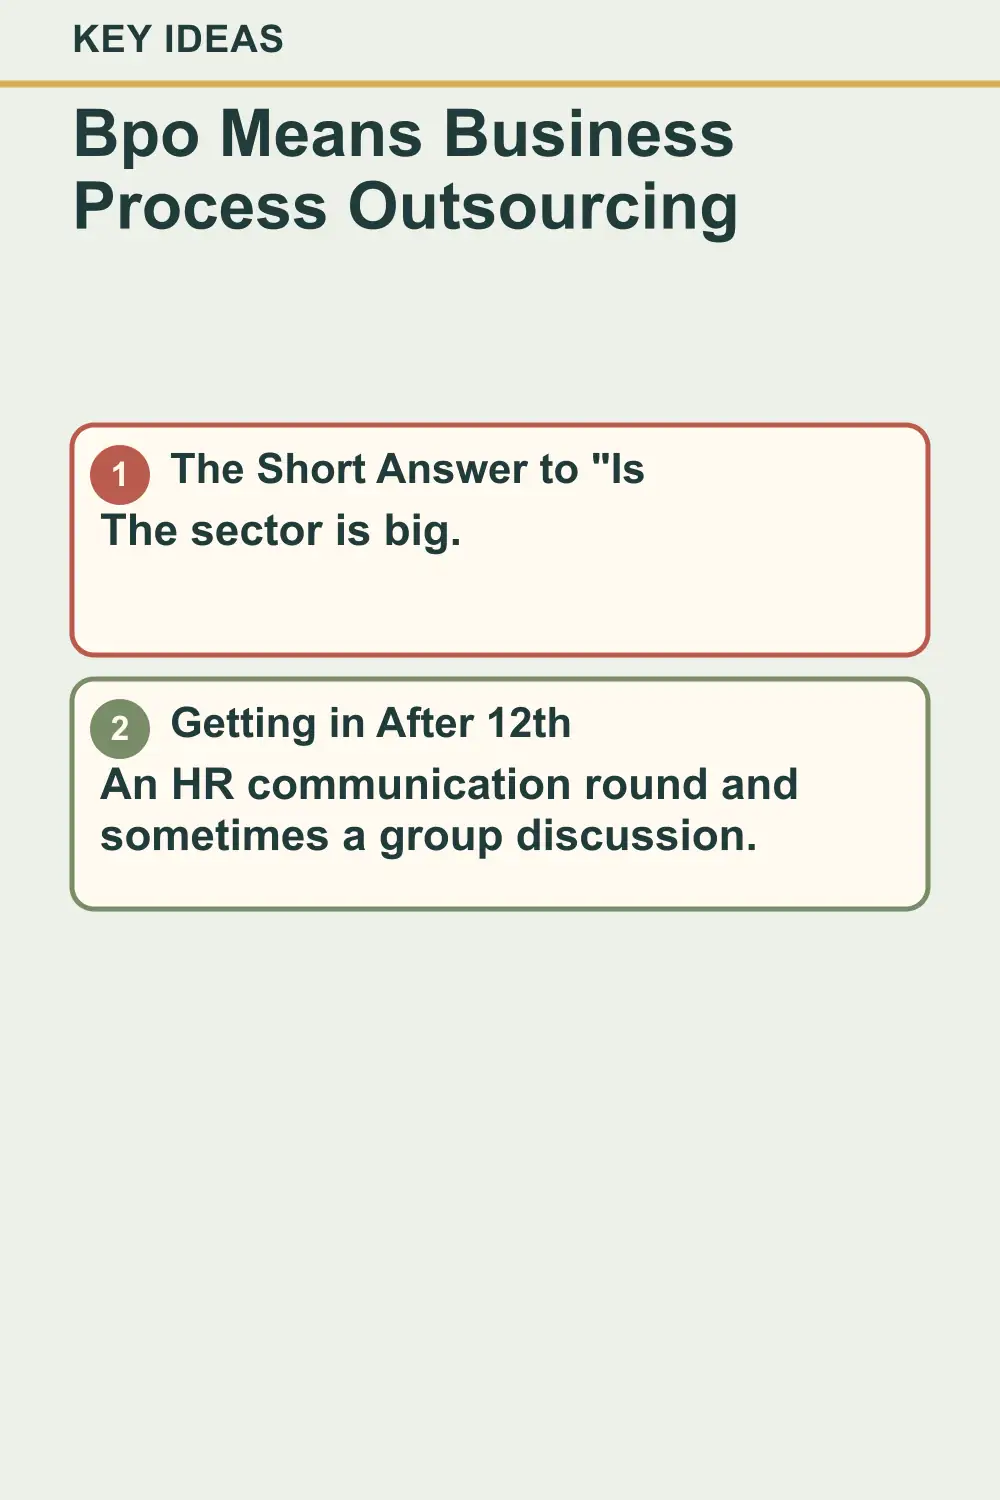 KEY IDEAS
Bpo Means Business
Process Outsourcing
1 The Short Answer to "Is
The sector is big.
2 Getting in After 12th
An HR communication round and
sometimes a group discussion.